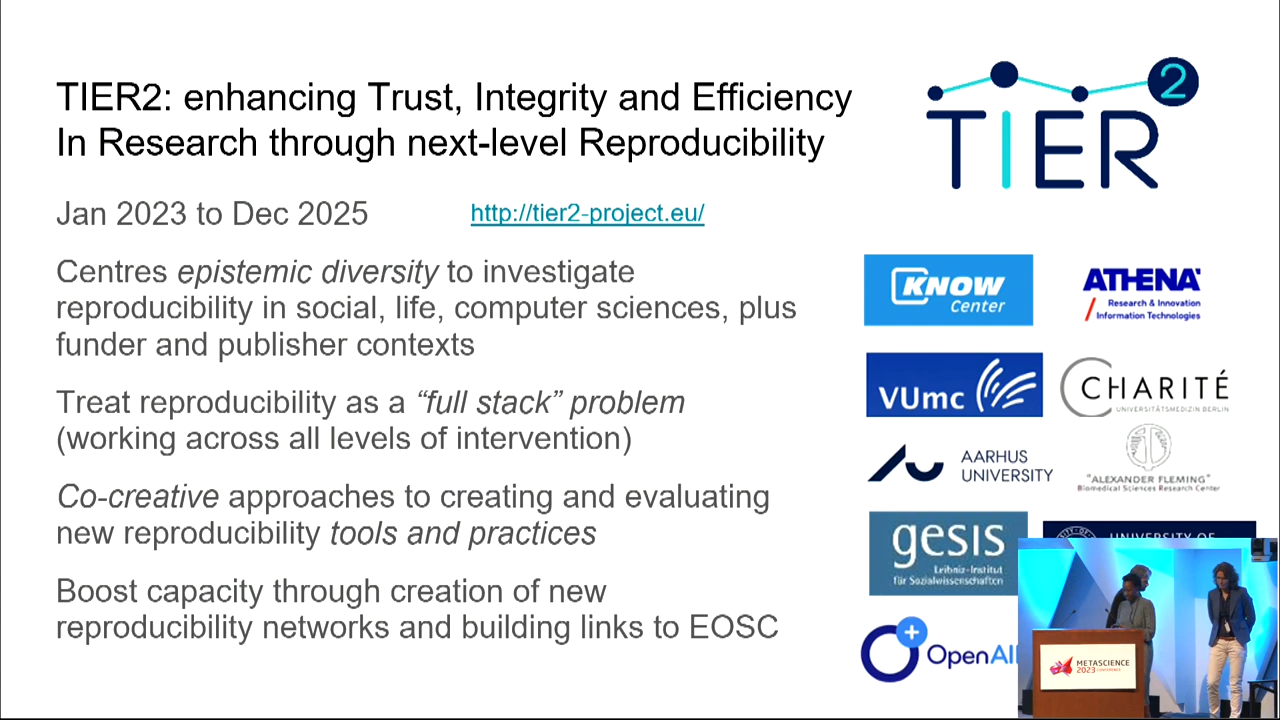 TIER2: enhancing Trust, Integrity and Efficiency
In Research through next-level Reproducibility
Jan 2023 to Dec 2025
http://tier2-project.eu/
Centres epistemic diversity to investigate
reproducibility in social, life, computer sciences, plus
funder and publisher contexts
Treat reproducibility as a “full stack” problem
(working across all levels of intervention)
Co-creative approaches to creating and evaluating
new reproducibility tools and practices
Boost capacity through creation of new
reproducibility networks and building links to EOSC
2
TIER
KNOW
Center
ATHENA
Research & Innovation
Information Technologies
VUmc
CHARITÉ
UNIVERSITÄTSMEDIZIN BERLIN
AARHUS
UNIVERSITY
"ALEXANDER FLEMING"
Biomedical Sciences Research Center
gesis
Leibniz-Institut
für Sozialwissenschaften
UNIVERSITY OF
OpenAI
METASCIENCE
2023 CONFERENCE